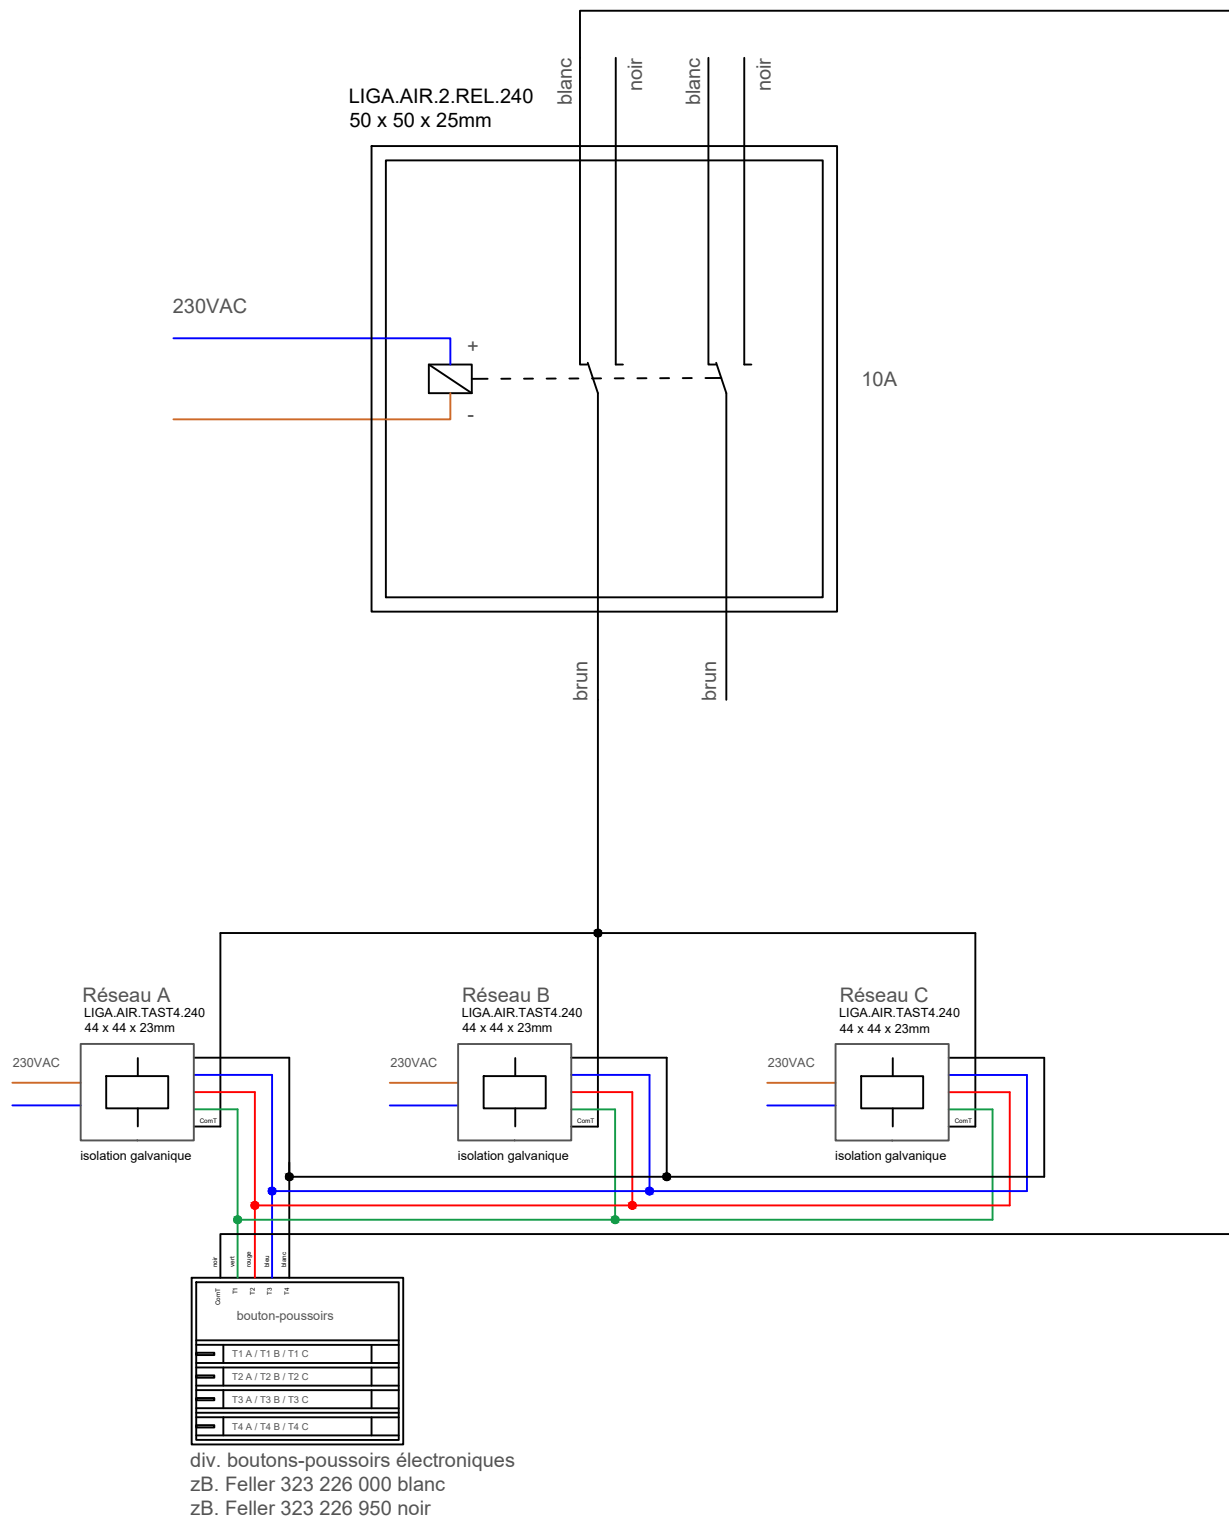 blanc
noir
blanc
noir
LIGA.AIR.2.REL.240
50 x 50 x 25mm
230VAC
+
-
10A
brun
brun
Réseau A
LIGA.AIR.TAST4.240
44 x 44 x 23mm
230VAC
ComT
isolation galvanique
Réseau B
LIGA.AIR.TAST4.240
44 x 44 x 23mm
230VAC
ComT
isolation galvanique
Réseau C
LIGA.AIR.TAST4.240
44 x 44 x 23mm
230VAC
ComT
isolation galvanique
noir
vert
rouge
bleu
blanc
ComT
T1
T2
T3
T4
bouton-poussoirs
T1 A / T1 B / T1 C
T2 A / T2 B / T2 C
T3 A / T3 B / T3 C
T4 A / T4 B / T4 C
div. boutons-poussoirs électroniques
zB. Feller 323 226 000 blanc
zB. Feller 323 226 950 noir